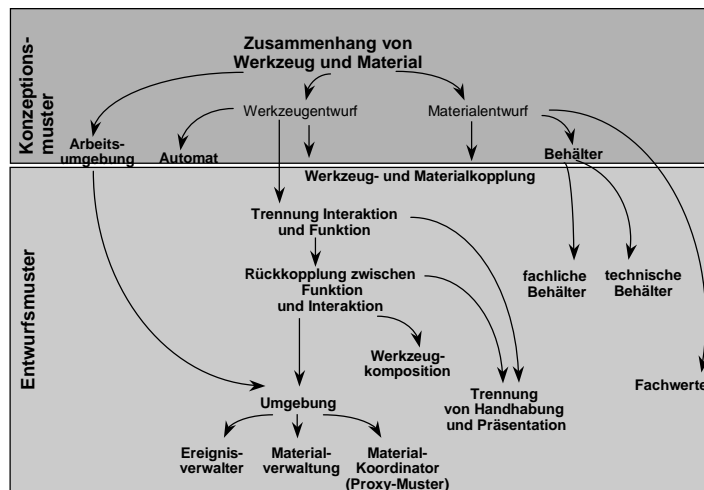 Konzeptions-
muster
Zusammenhang von
Werkzeug und Material
Werkzeugentwurf
Materialentwurf
Arbeits-
umgebung
Automat
Behälter
Werkzeug- und Materialkopplung
Entwurfsmuster
Trennung Interaktion
und Funktion
Rückkopplung zwischen
Funktion
und Interaktion
fachliche
Behälter
technische
Behälter
Werkzeug-
komposition
Trennung
von Handhabung
und Präsentation
Fachwerte
Umgebung
Ereignis-
verwalter
Material-
verwaltung
Material-
Koordinator
(Proxy-Muster)